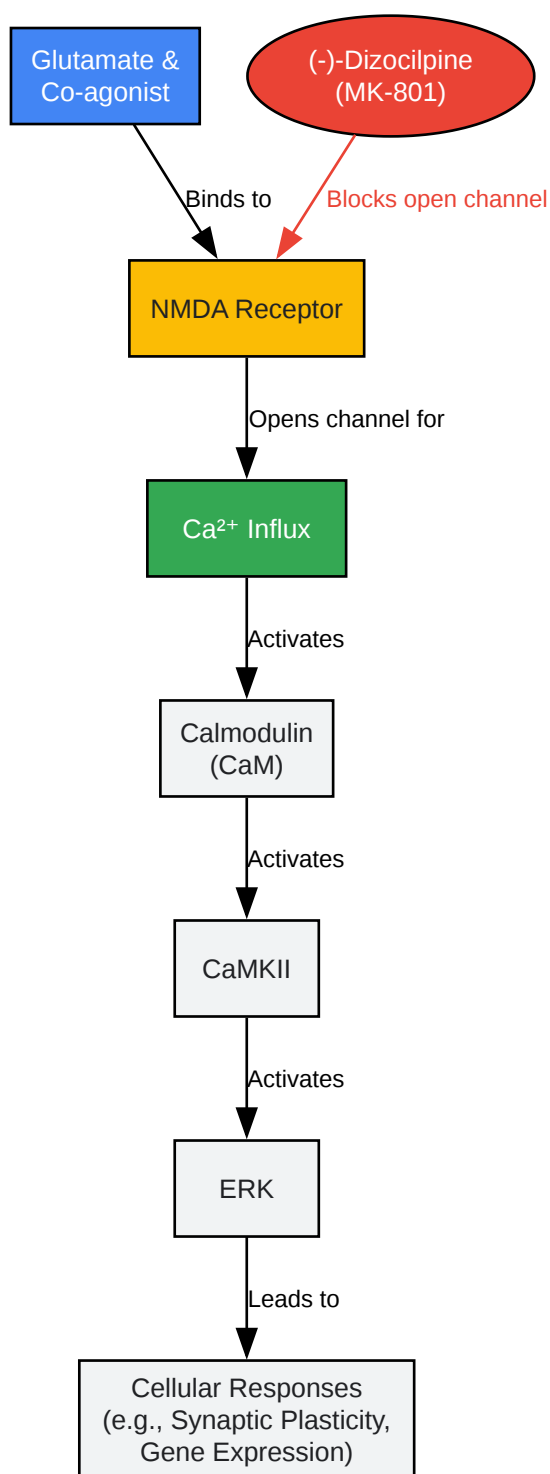 Glutamate &
Co-agonist
(-)-Dizocilpine
(MK-801)
Binds to
Blocks open channel
NMDA Receptor
Opens channel for
Ca²⁺ Influx
Activates
Calmodulin
(CaM)
Activates
CaMKII
Activates
ERK
Leads to
Cellular Responses
(e.g., Synaptic Plasticity,
Gene Expression)